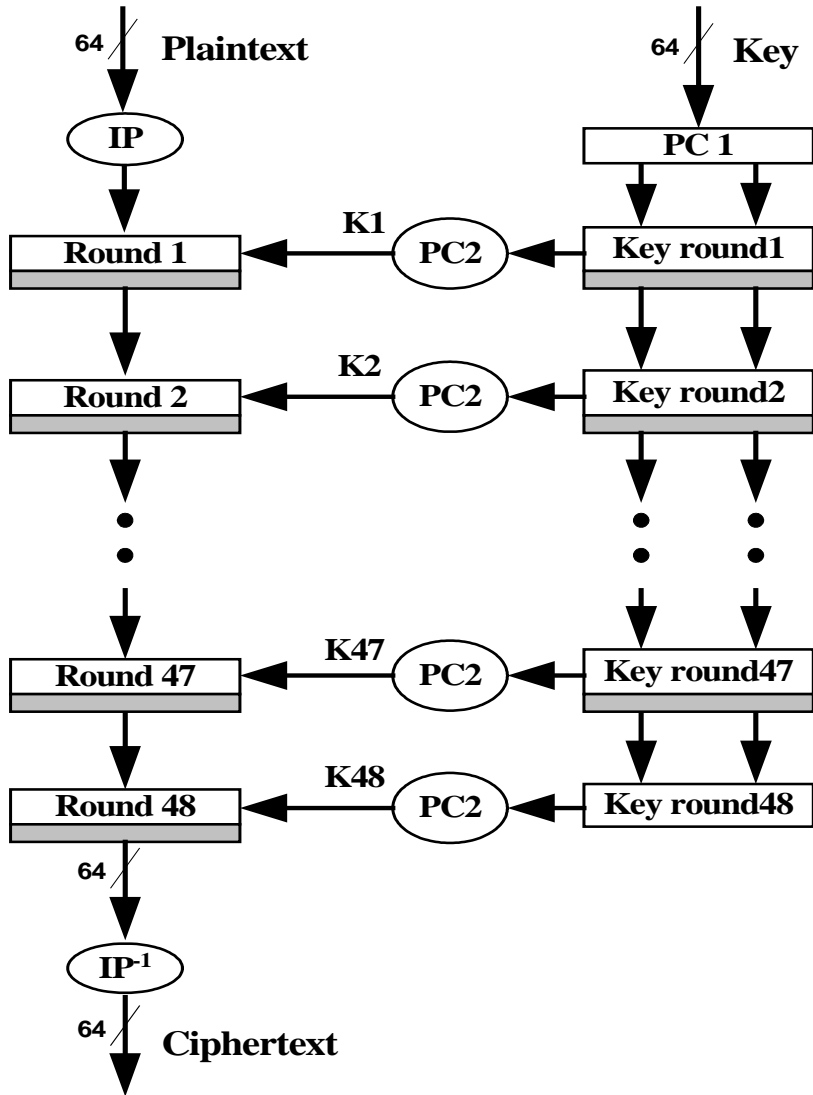 64 Plaintext
64 Key
IP
PC 1
Round 1
K1
PC2
Key round1
Round 2
K2
PC2
Key round2
Round 47
K47
PC2
Key round47
Round 48
K48
PC2
Key round48
64
IP-1
64 Ciphertext